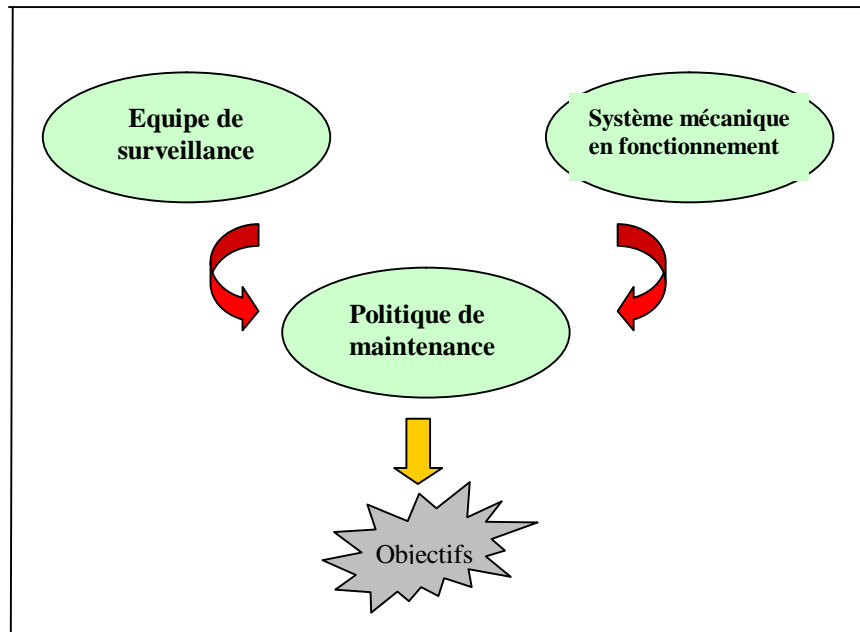 Equipe de
surveillance
Système mécanique
en fonctionnement
Politique de
maintenance
Objectifs